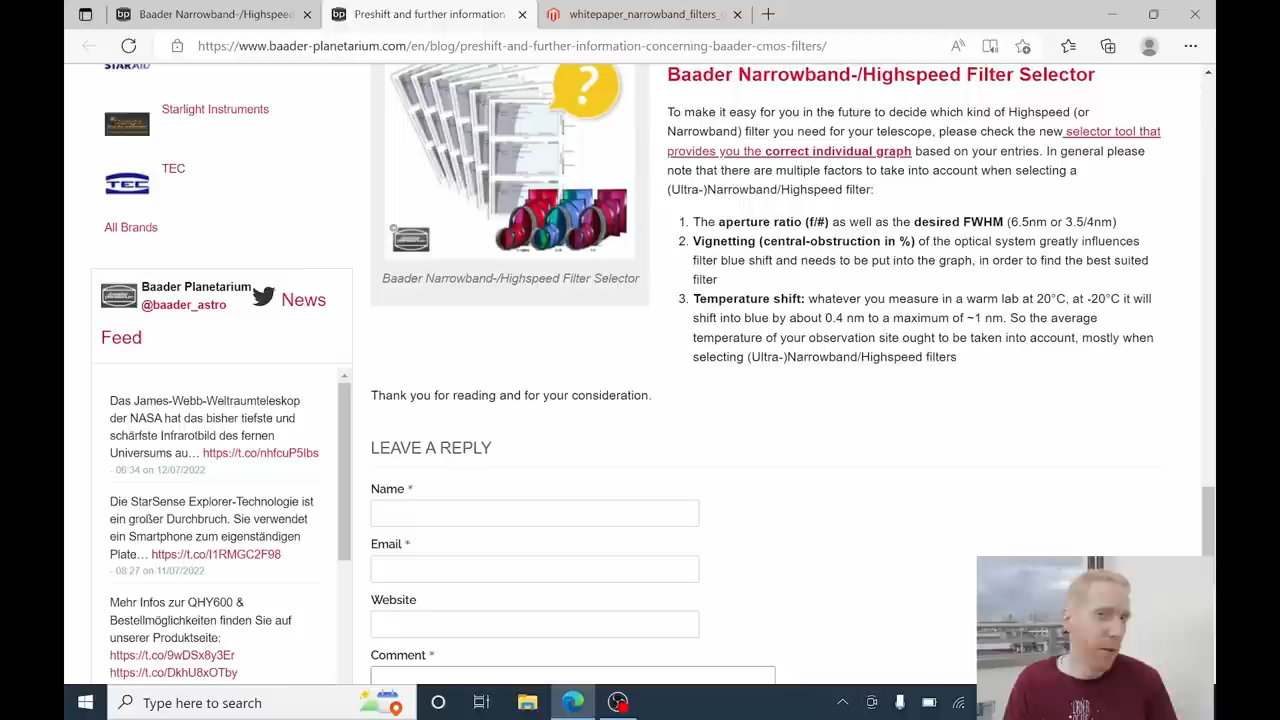 Baader Narrowband-/Highspeed
Preshift and further information
whitepaper_narrowband_filters_
https://www.baader-planetarium.com/en/blog/preshift-and-further-information-concerning-baader-cmos-filters/
STARAID
Starlight Instruments
TEC
TEC
All Brands
Baader Planetarium
@baader_astro
News
Feed
Das James-Webb-Weltraumteleskop
der NASA hat das bisher tiefste und
schärfste Infrarotbild des fernen
Universums au… https://t.co/nhfcuP5Ibs
- 06:34 on 12/07/2022
Die StarSense Explorer-Technologie ist
ein großer Durchbruch. Sie verwendet
ein Smartphone zum eigenständigen
Plate… https://t.co/I1RMGC2F98
- 08:27 on 11/07/2022
Mehr Infos zur QHY600 &
Bestellmöglichkeiten finden Sie auf
unserer Produktseite:
https://t.co/9wDSx8y3Er
https://t.co/DkhU8xOTby
?
Baader Narrowband-/Highspeed Filter Selector
Baader Narrowband-/Highspeed Filter Selector
To make it easy for you in the future to decide which kind of Highspeed (or
Narrowband) filter you need for your telescope, please check the new selector tool that
provides you the correct individual graph based on your entries. In general please
note that there are multiple factors to take into account when selecting a
(Ultra-)Narrowband/Highspeed filter:
1. The aperture ratio (f/#) as well as the desired FWHM (6.5nm or 3.5/4nm)
2. Vignetting (central-obstruction in %) of the optical system greatly influences
filter blue shift and needs to be put into the graph, in order to find the best suited
filter
3. Temperature shift: whatever you measure in a warm lab at 20°C, at -20°C it will
shift into blue by about 0.4 nm to a maximum of ~1 nm. So the average
temperature of your observation site ought to be taken into account, mostly when
selecting (Ultra-)Narrowband/Highspeed filters
Thank you for reading and for your consideration.
LEAVE A REPLY
Name *
Email *
Website
Comment *
Type here to search